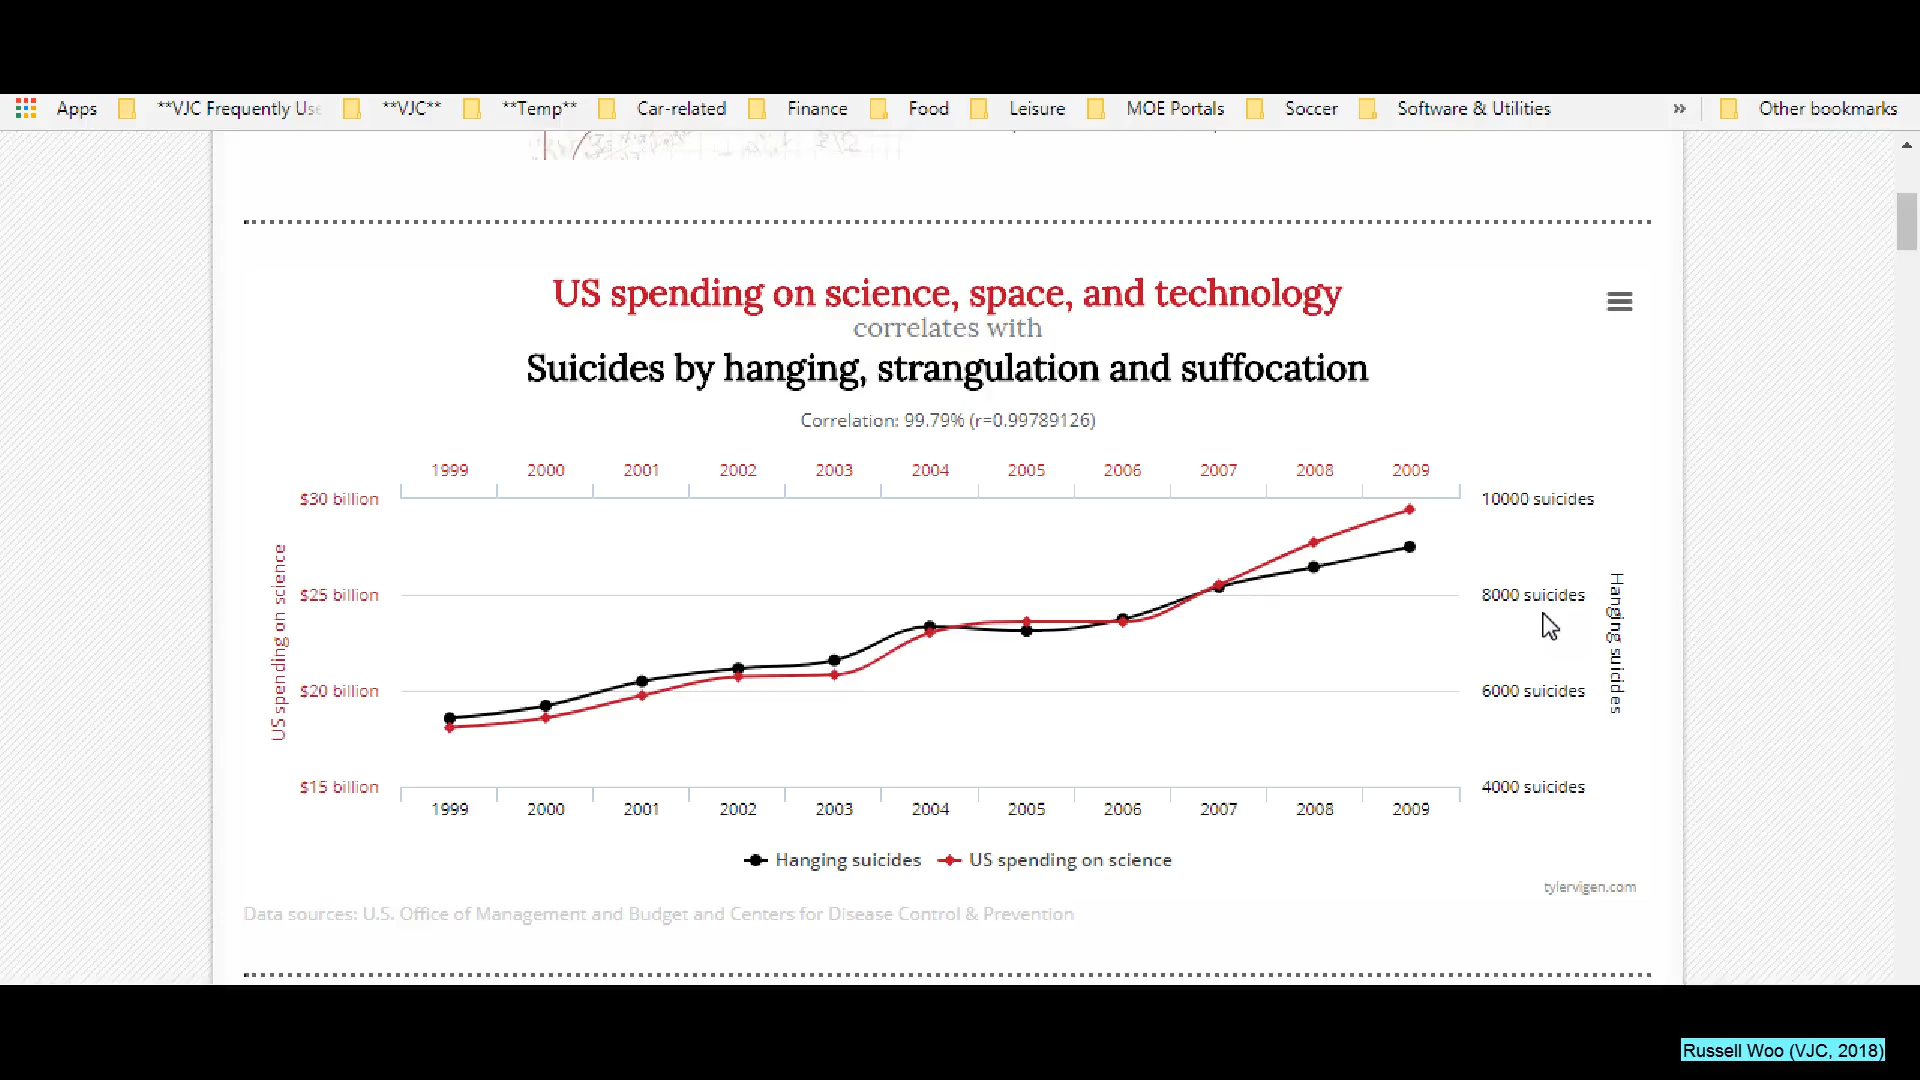 Apps **VJC Frequently Use **VJC** **Temp** Car-related Finance Food Leisure MOE Portals Soccer Software & Utilities » Other bookmarks
US spending on science, space, and technology
correlates with
Suicides by hanging, strangulation and suffocation
Correlation: 99.79% (r=0.99789126)
1999 2000 2001 2002 2003 2004 2005 2006 2007 2008 2009
$30 billion 10000 suicides
$25 billion 8000 suicides
$20 billion 6000 suicides
$15 billion 4000 suicides
US spending on science
Hanging suicides
1999 2000 2001 2002 2003 2004 2005 2006 2007 2008 2009
Hanging suicides US spending on science
tylervigen.com
Data sources: U.S. Office of Management and Budget and Centers for Disease Control & Prevention
Russell Woo (VJC, 2018)